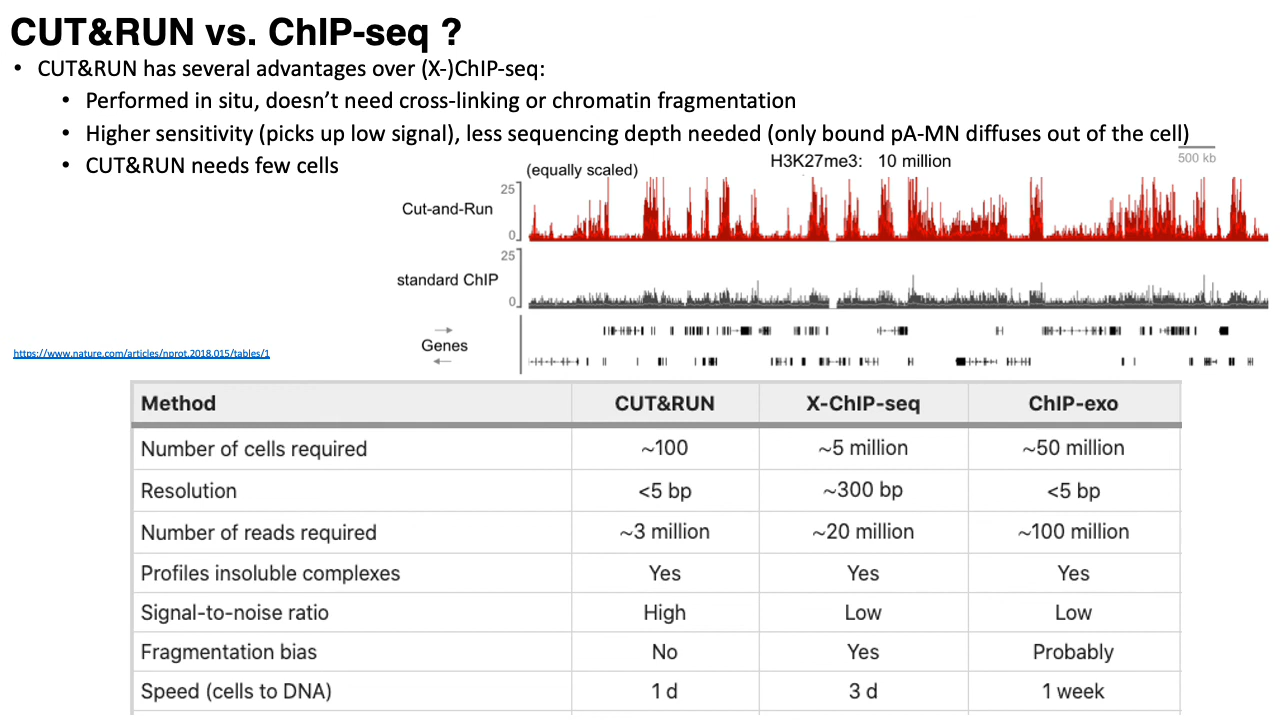 CUT&RUN vs. ChIP-seq ?
• CUT&RUN has several advantages over (X-)ChIP-seq:
• Performed in situ, doesn’t need cross-linking or chromatin fragmentation
• Higher sensitivity (picks up low signal), less sequencing depth needed (only bound pA-MN diffuses out of the cell)
• CUT&RUN needs few cells
(equally scaled)
H3K27me3: 10 million
500 kb
25
Cut-and-Run
0
25
standard ChIP
0
Genes
https://www.nature.com/articles/nprot.2018.015/tables/1
Method CUT&RUN X-ChIP-seq ChIP-exo
Number of cells required ~100 ~5 million ~50 million
Resolution <5 bp ~300 bp <5 bp
Number of reads required ~3 million ~20 million ~100 million
Profiles insoluble complexes Yes Yes Yes
Signal-to-noise ratio High Low Low
Fragmentation bias No Yes Probably
Speed (cells to DNA) 1 d 3 d 1 week